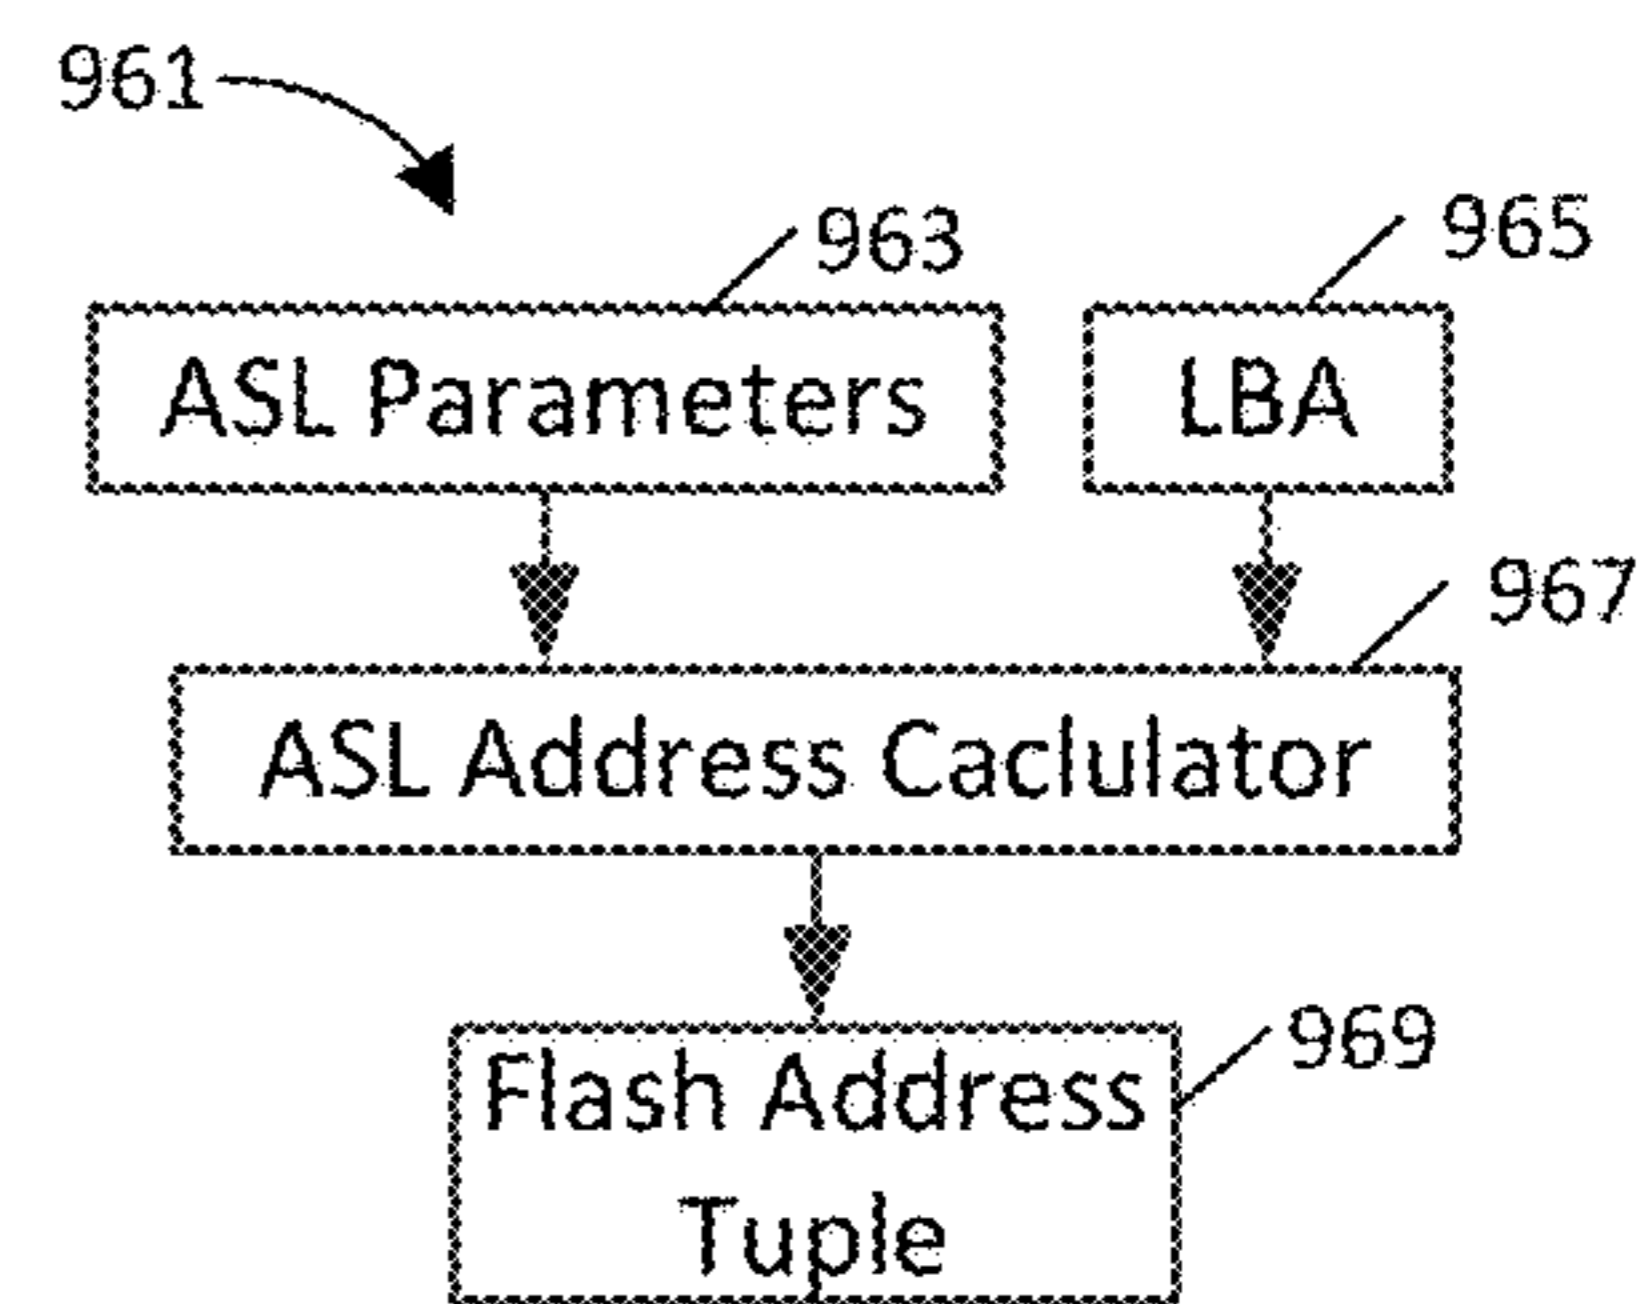 961
963
965
ASL Parameters
LBA
967
ASL Address Caclulator
969
Flash Address
Tuple